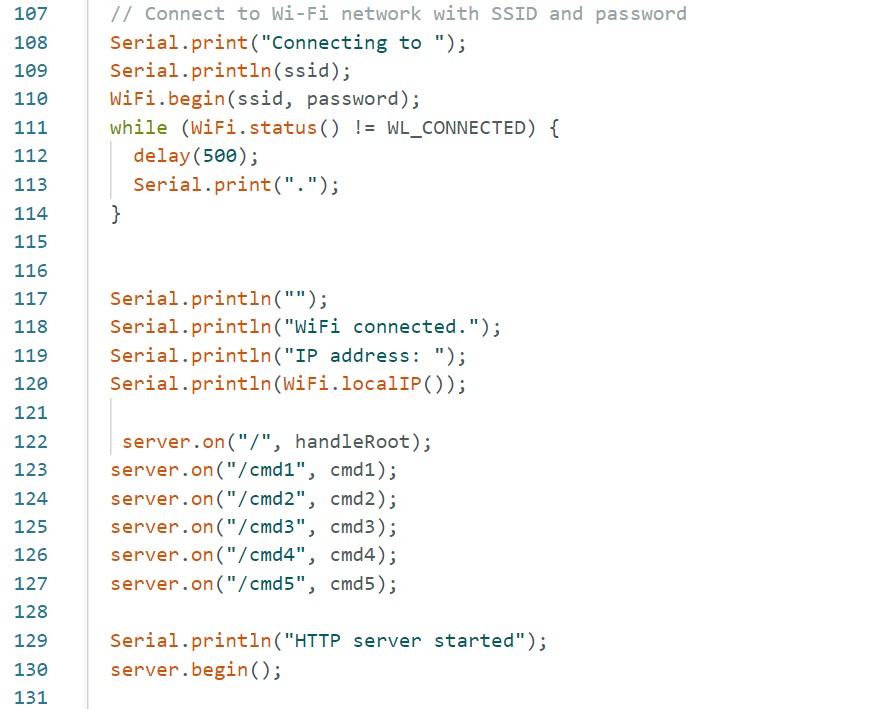 107 // Connect to Wi-Fi network with SSID and password
108 Serial.print("Connecting to ");
109 Serial.println(ssid);
110 WiFi.begin(ssid, password);
111 while (WiFi.status() != WL_CONNECTED) {
112 delay(500);
113 Serial.print(".");
114 }
115
116
117 Serial.println("");
118 Serial.println("WiFi connected.");
119 Serial.println("IP address: ");
120 Serial.println(WiFi.localIP());
121
122 server.on("/", handleRoot);
123 server.on("/cmd1", cmd1);
124 server.on("/cmd2", cmd2);
125 server.on("/cmd3", cmd3);
126 server.on("/cmd4", cmd4);
127 server.on("/cmd5", cmd5);
128
129 Serial.println("HTTP server started");
130 server.begin();
131